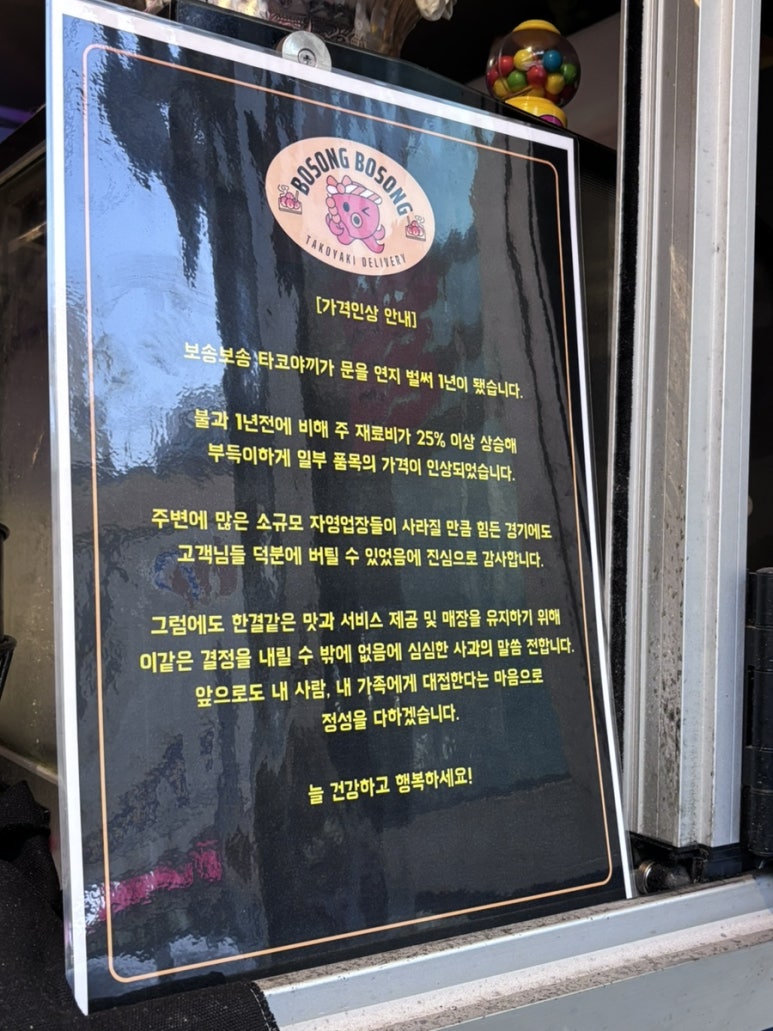 BOSONG BOSONG
TAKOYAKI DELIVERY
[가격인상 안내]
보송보송 타코야끼가 문을 연지 벌써 1년이 됐습니다.
불과 1년전에 비해 주 재료비가 25% 이상 상승해
부득이하게 일부 품목의 가격이 인상되었습니다.
주변에 많은 소규모 자영업장들이 사라질 만큼 힘든 경기에도
고객님들 덕분에 버틸 수 있었음에 진심으로 감사합니다.
그럼에도 한결같은 맛과 서비스 제공 및 매장을 유지하기 위해
이같은 결정을 내릴 수 밖에 없음에 심심한 사과의 말씀 전합니다.
앞으로도 내 사람, 내 가족에게 대접한다는 마음으로
정성을 다하겠습니다.
늘 건강하고 행복하세요!